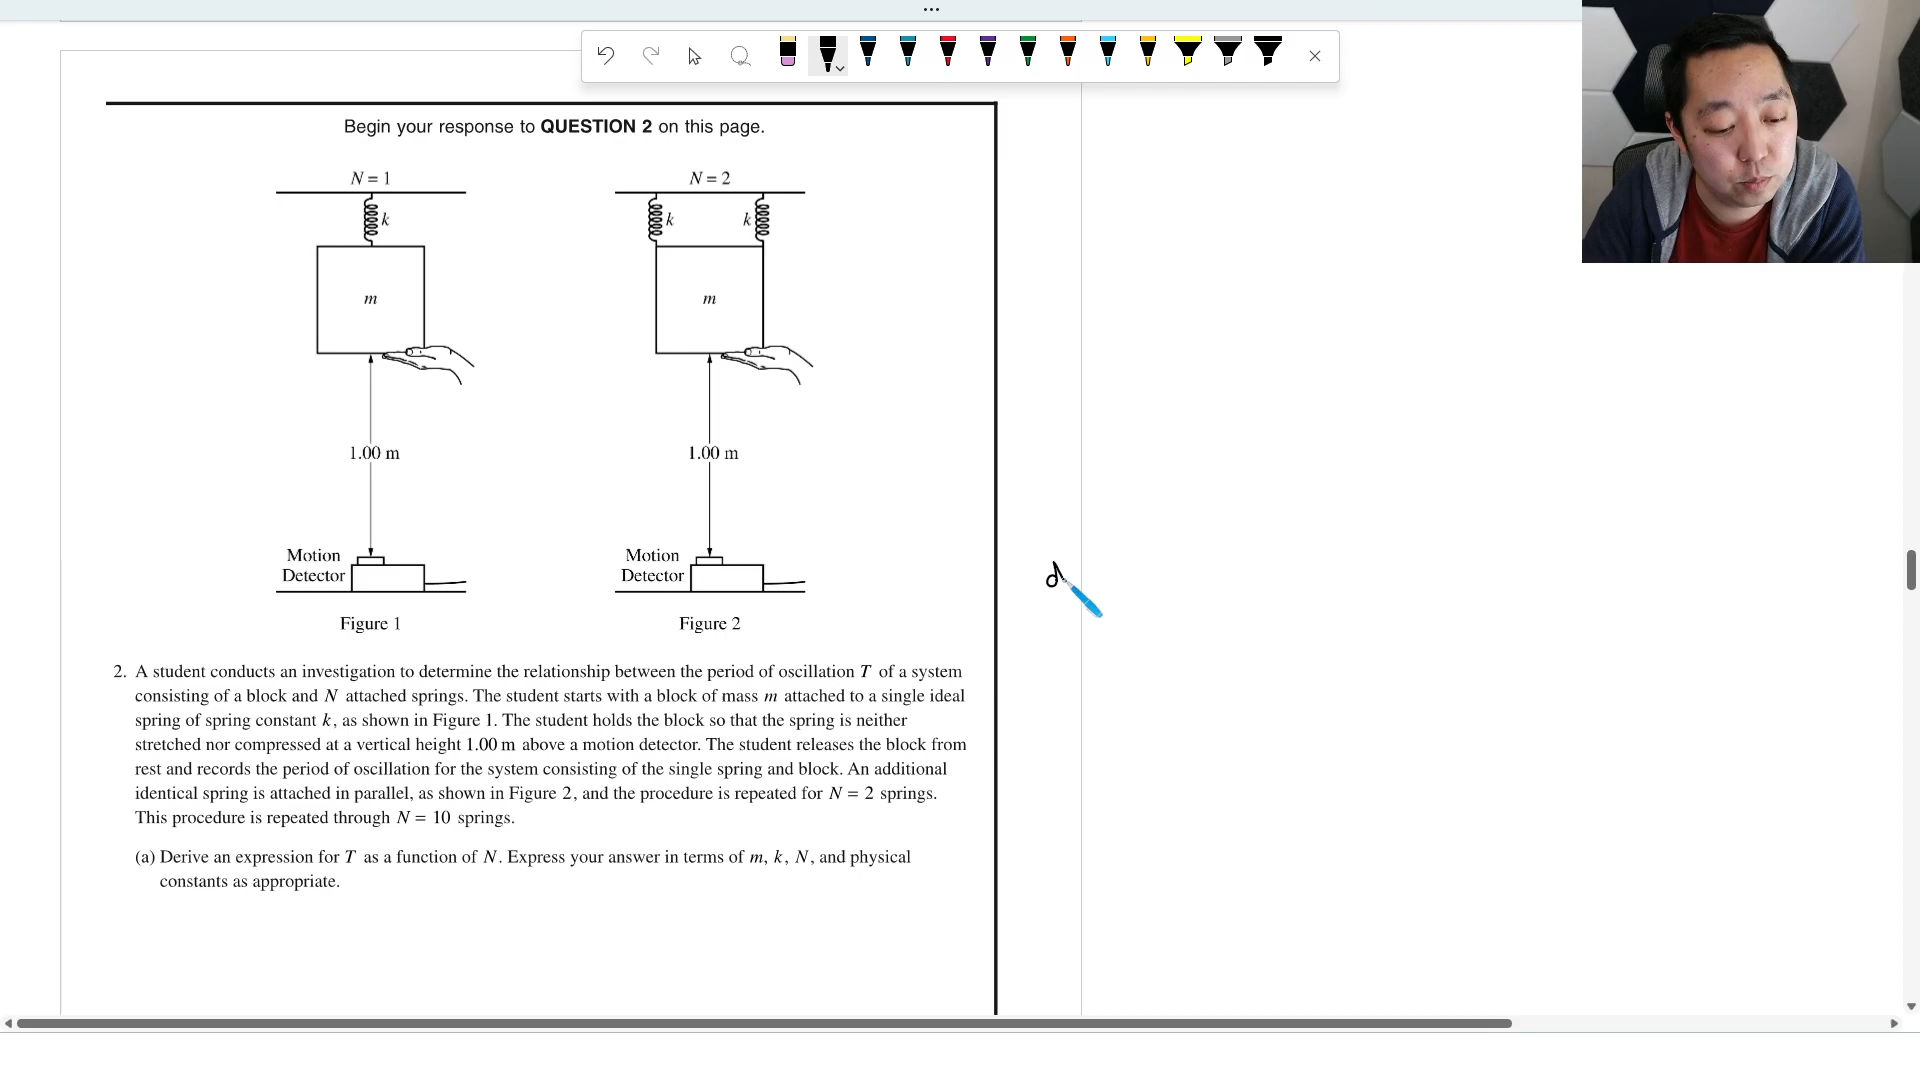 Begin your response to QUESTION 2 on this page.
N = 1
N = 2
k
k
k
m
m
1.00 m
1.00 m
Motion
Detector
Motion
Detector
Figure 1
Figure 2
2. A student conducts an investigation to determine the relationship between the period of oscillation T of a system
consisting of a block and N attached springs. The student starts with a block of mass m attached to a single ideal
spring of spring constant k, as shown in Figure 1. The student holds the block so that the spring is neither
stretched nor compressed at a vertical height 1.00 m above a motion detector. The student releases the block from
rest and records the period of oscillation for the system consisting of the single spring and block. An additional
identical spring is attached in parallel, as shown in Figure 2, and the procedure is repeated for N = 2 springs.
This procedure is repeated through N = 10 springs.
(a) Derive an expression for T as a function of N. Express your answer in terms of m, k, N, and physical
constants as appropriate.